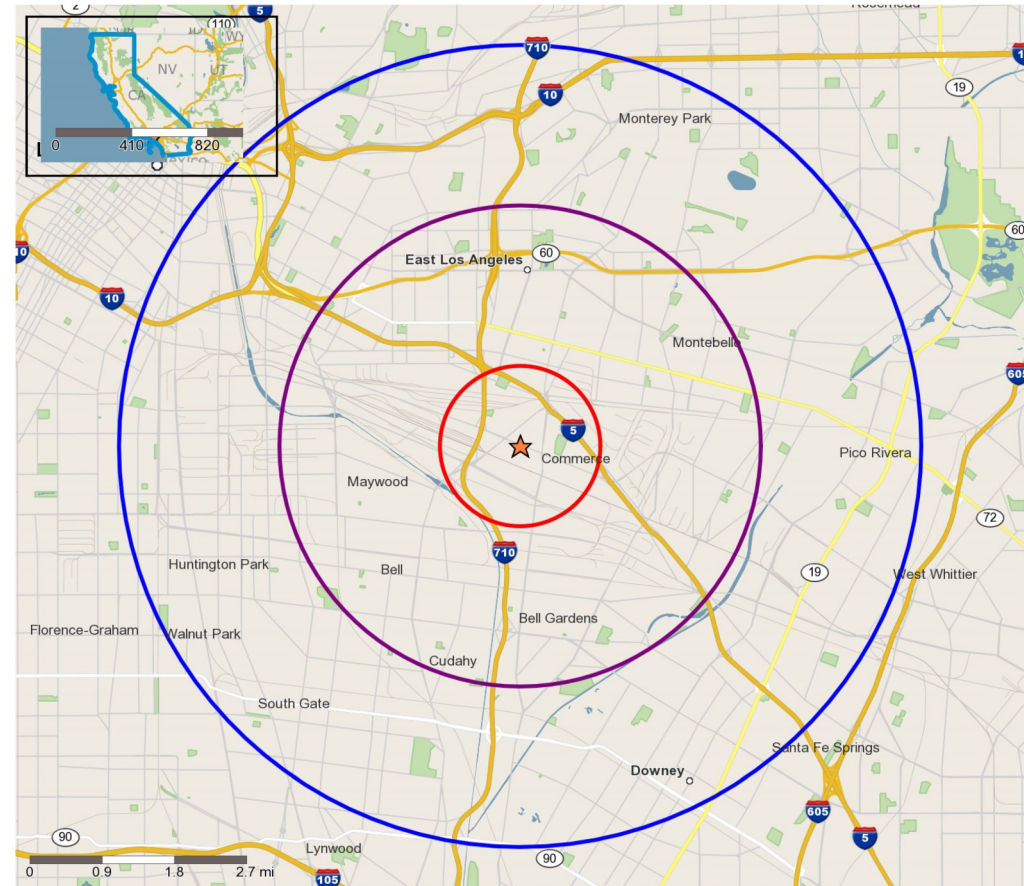 2
5
110
Rosemead
710
NV
UT
WY
CA
10
10
19
0
410
820
Mexico
Monterey Park
60
60
East Los Angeles
10
10
Montebello
605
5
Commerce
Pico Rivera
Maywood
72
710
Huntington Park
Bell
19
West Whittier
Bell Gardens
Florence-Graham
Walnut Park
Cudahy
South Gate
Santa Fe Springs
Downey
605
90
5
Lynwood
90
0
0.9
1.8
2.7 mi
105